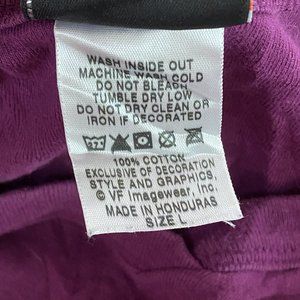 WASH INSIDE OUT
MACHINE WASH COLD
DO NOT BLEACH
TUMBLE DRY LOW
DO NOT DRY CLEAN OR
IRON IF DECORATED
100% COTTON
EXCLUSIVE OF DECORATION
STYLE AND GRAPHICS,
© VF Imagewear, Inc.
MADE IN HONDURAS
SIZE L